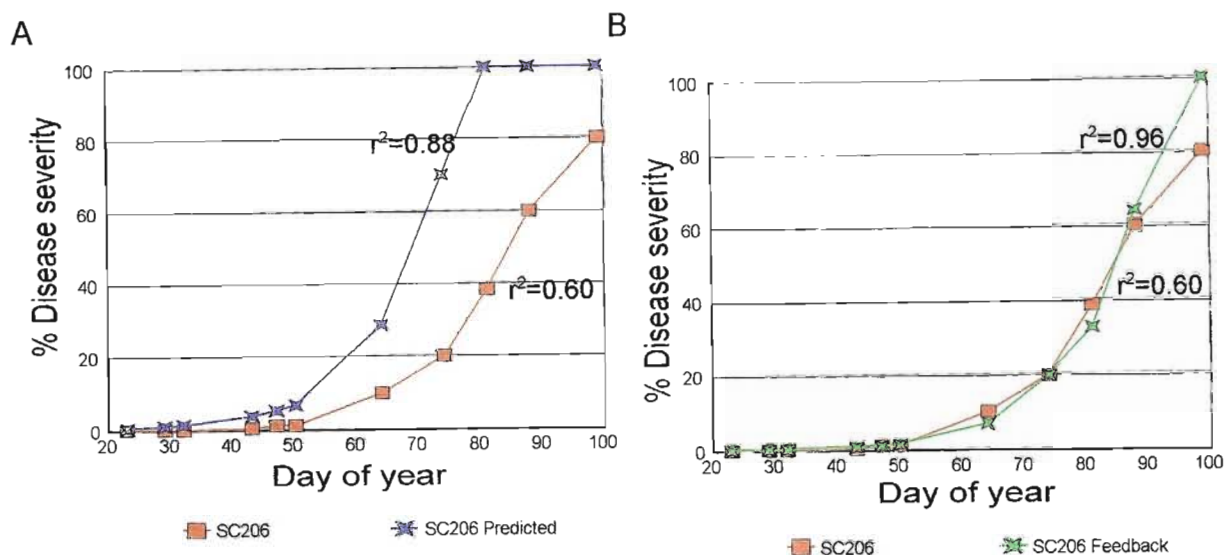 A
% Disease severity
100
80
60
40
20
0
r²=0.88
r²=0.60
20 30 40 50 60 70 80 90 100
Day of year
SC206 SC206 Predicted
B
% Disease severity
100
80
60
40
20
0
r²=0.96
r²=0.60
20 30 40 50 60 70 80 90 100
Day of year
SC206 SC206 Feedback